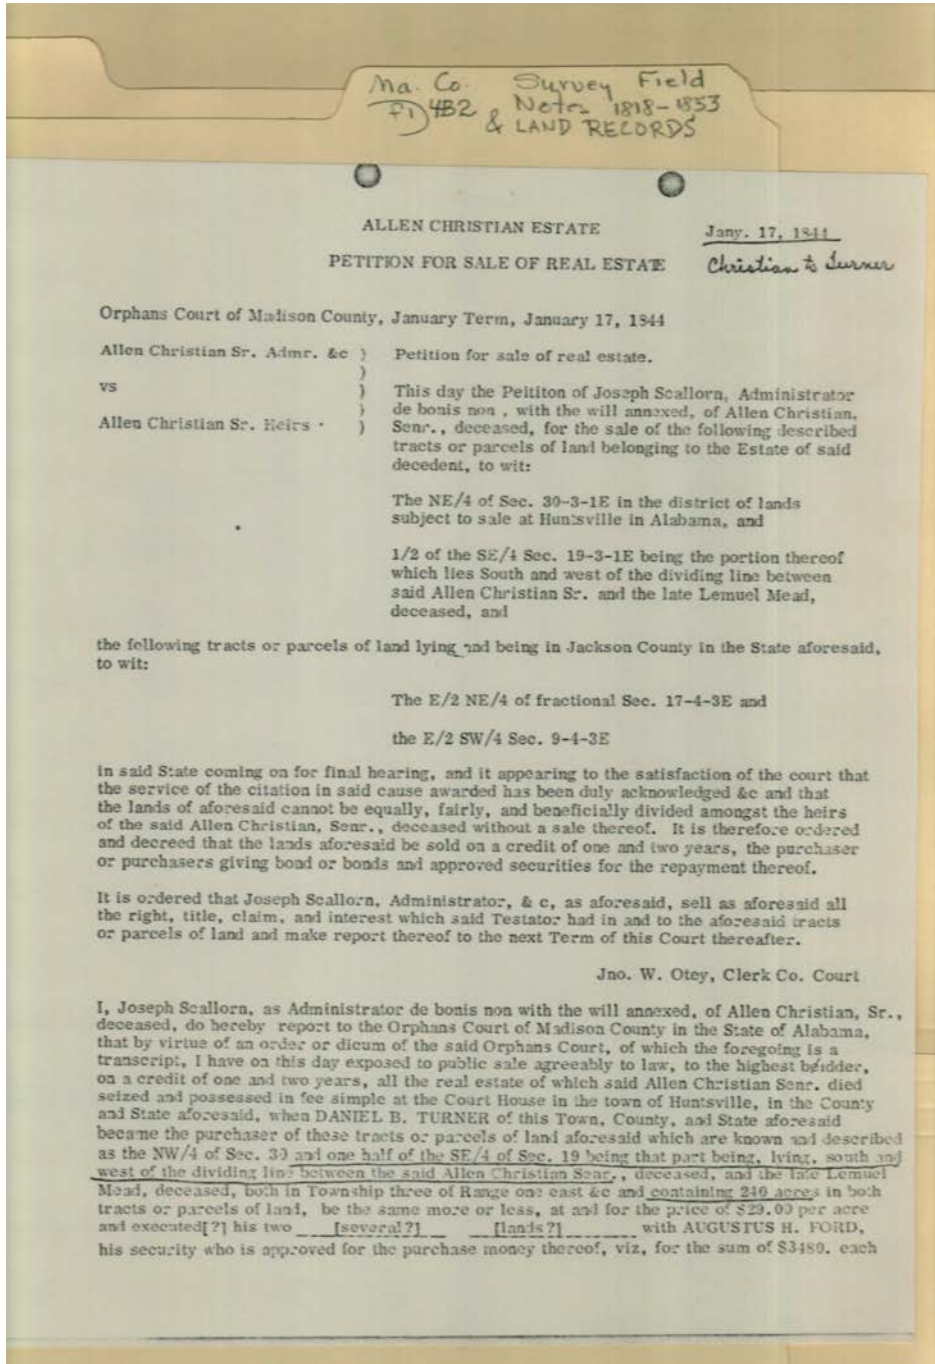 Ma. Co. Survey Field
f1) 4B2 Notes 1818-1853
& LAND RECORDS
ALLEN CHRISTIAN ESTATE
Jany. 17, 1844
PETITION FOR SALE OF REAL ESTATE
Christian to Turner
Orphans Court of Madison County, January Term, January 17, 1844
Allen Christian Sr. Admr. &c ) Petition for sale of real estate.
)
vs ) This day the Peititon of Joseph Scallorn, Administrator
) de bonis non , with the will annexed, of Allen Christian,
Allen Christian Sr. Heirs ) Senr., deceased, for the sale of the following described
tracts or parcels of land belonging to the Estate of said
decedent, to wit:
The NE/4 of Sec. 30-3-1E in the district of lands
subject to sale at Huntsville in Alabama, and
1/2 of the SE/4 Sec. 19-3-1E being the portion thereof
which lies South and west of the dividing line between
said Allen Christian Sr. and the late Lemuel Mead,
deceased, and
the following tracts or parcels of land lying and being in Jackson County in the State aforesaid,
to wit:
The E/2 NE/4 of fractional Sec. 17-4-3E and
the E/2 SW/4 Sec. 9-4-3E
in said State coming on for final hearing, and it appearing to the satisfaction of the court that
the service of the citation in said cause awarded has been duly acknowledged &c and that
the lands of aforesaid cannot be equally, fairly, and beneficially divided amongst the heirs
of the said Allen Christian, Senr., deceased without a sale thereof. It is therefore ordered
and decreed that the lands aforesaid be sold on a credit of one and two years, the purchaser
or purchasers giving bond or bonds and approved securities for the repayment thereof.
It is ordered that Joseph Scallorn, Administrator, & c, as aforesaid, sell as aforesaid all
the right, title, claim, and interest which said Testator had in and to the aforesaid tracts
or parcels of land and make report thereof to the next Term of this Court thereafter.
Jno. W. Otey, Clerk Co. Court
I, Joseph Scallorn, as Administrator de bonis non with the will annexed, of Allen Christian, Sr.,
deceased, do hereby report to the Orphans Court of Madison County in the State of Alabama,
that by virtue of an order or dicum of the said Orphans Court, of which the foregoing is a
transcript, I have on this day exposed to public sale agreeably to law, to the highest beidder,
on a credit of one and two years, all the real estate of which said Allen Christian Senr. died
seized and possessed in fee simple at the Court House in the town of Huntsville, in the County
and State aforesaid, when DANIEL B. TURNER of this Town, County, and State aforesaid
became the purchaser of these tracts or parcels of land aforesaid which are known and described
as the NW/4 of Sec. 30 and one half of the SE/4 of Sec. 19 being that part being, lying, south and
west of the dividing line between the said Allen Christian Senr., deceased, and the late Lemuel
Mead, deceased, both in Township three of Range one east &c and containing 240 acres in both
tracts or parcels of land, be the same more or less, at and for the price of $29.00 per acre
and executed[?] his two [several?] [lands?] with AUGUSTUS H. FORD,
his security who is approved for the purchase money thereof, viz, for the sum of $3480. each